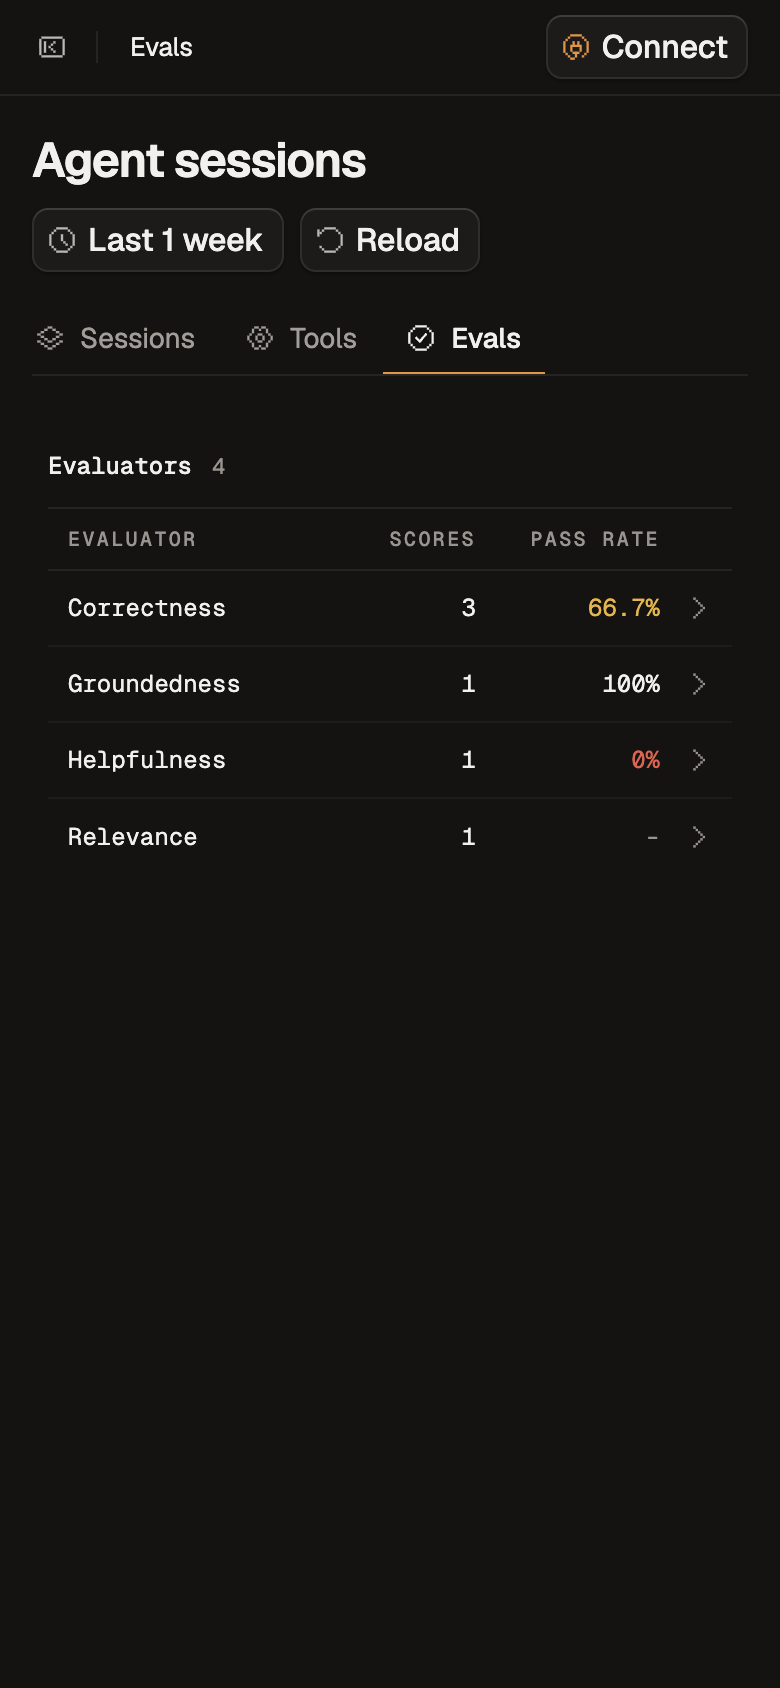 Evals
Connect
Agent sessions
Last 1 week
Reload
Sessions
Tools
Evals
Evaluators 4
EVALUATOR SCORES PASS RATE
Correctness 3 66.7%
Groundedness 1 100%
Helpfulness 1 0%
Relevance 1 -